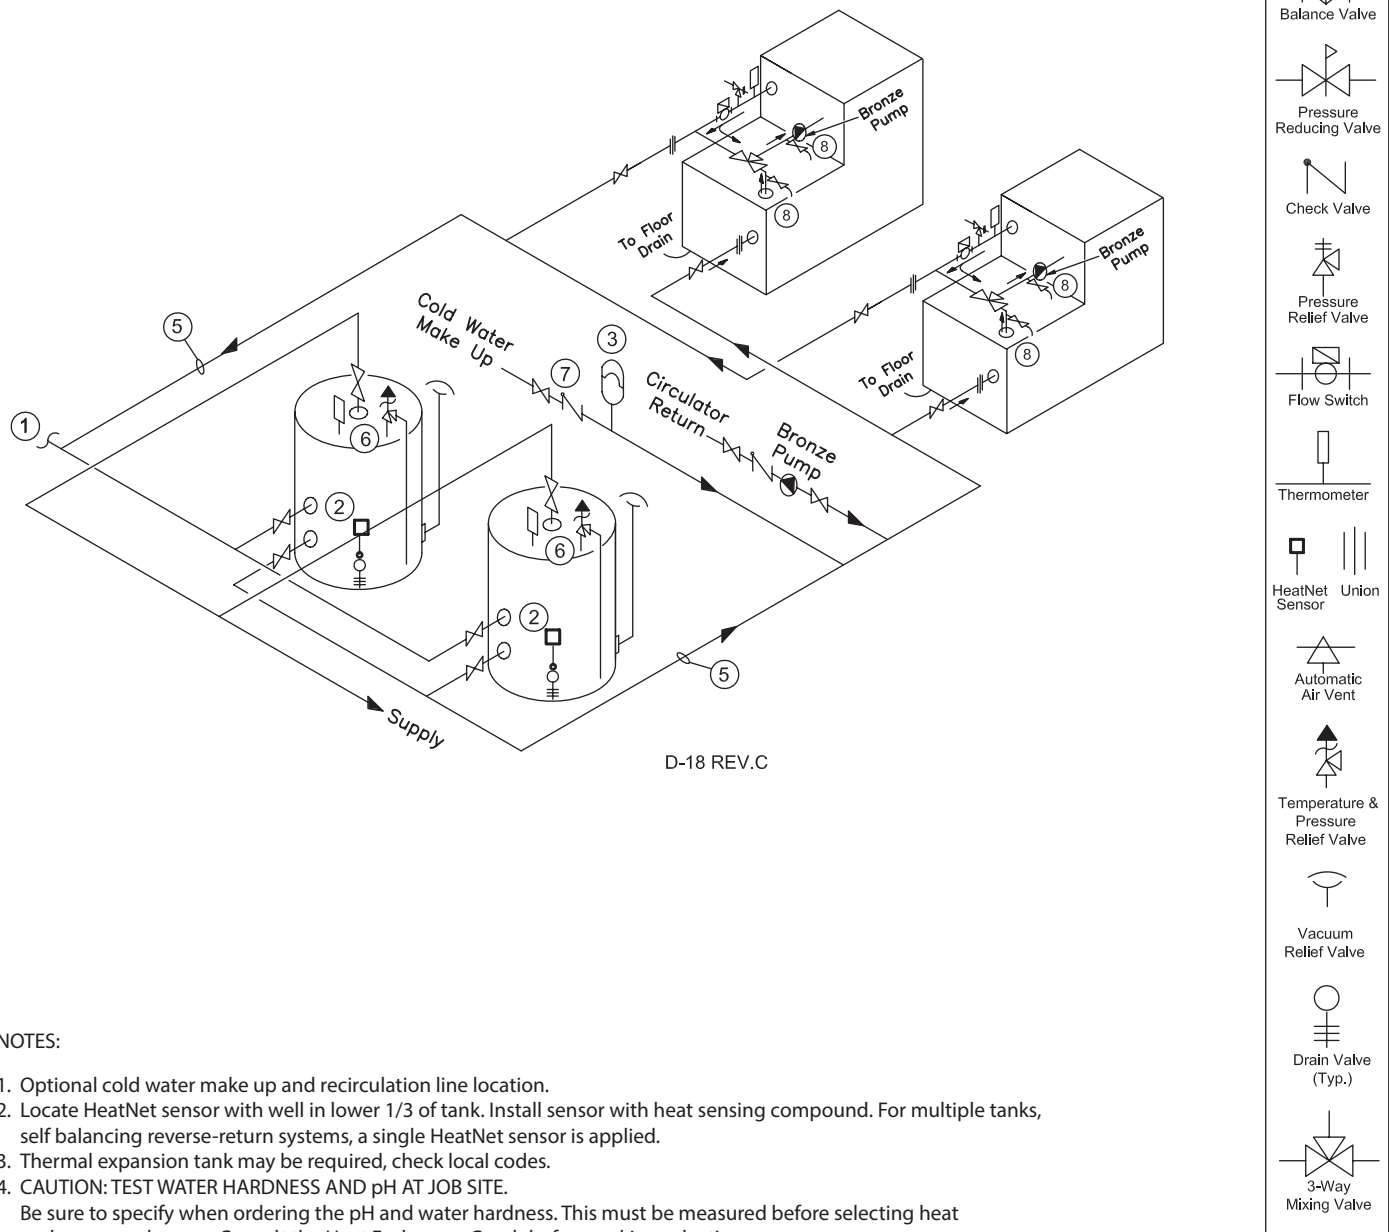 Balance Valve
Pressure
Reducing Valve
Check Valve
Pressure
Relief Valve
Flow Switch
Thermometer
HeatNet
Sensor
Union
Automatic
Air Vent
Temperature &
Pressure
Relief Valve
Vacuum
Relief Valve
Drain Valve
(Typ.)
3-Way
Mixing Valve
Bronze
Pump
8
8
To Floor
Drain
Bronze
Pump
8
8
To Floor
Drain
5
Cold Water
Make Up
7
3
Circulator
Return
Bronze
Pump
1
6
2
6
2
5
Supply
D-18 REV.C
NOTES:
1. Optional cold water make up and recirculation line location.
2. Locate HeatNet sensor with well in lower 1/3 of tank. Install sensor with heat sensing compound. For multiple tanks,
self balancing reverse-return systems, a single HeatNet sensor is applied.
3. Thermal expansion tank may be required, check local codes.
4. CAUTION: TEST WATER HARDNESS AND pH AT JOB SITE.
Be sure to specify when ordering the pH and water hardness. This must be measured before selecting heat